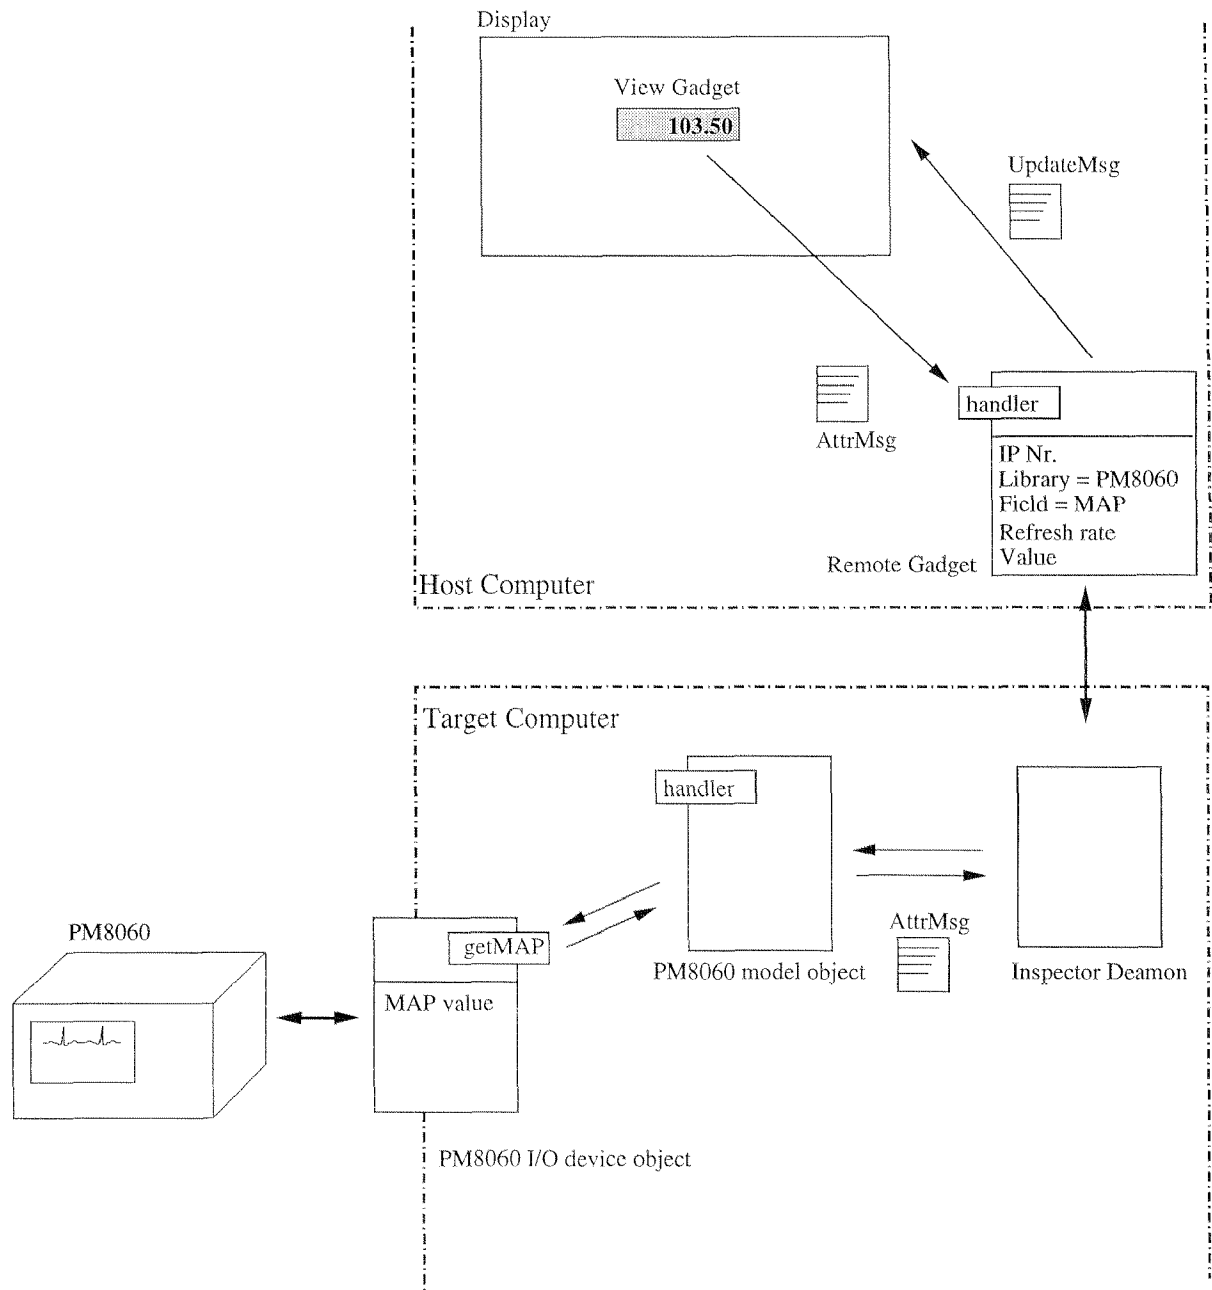 Display
View Gadget
103.50
UpdateMsg
AttrMsg
handler
IP Nr.
Library = PM8060
Field = MAP
Refresh rate
Value
Remote Gadget
Host Computer
Target Computer
handler
PM8060 model object
AttrMsg
Inspector Deamon
PM8060
getMAP
MAP value
PM8060 I/O device object